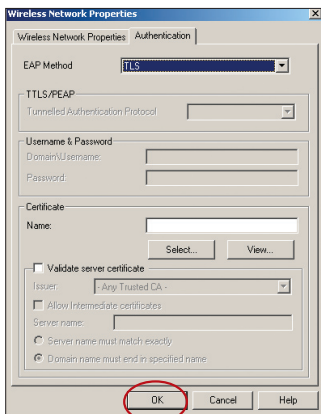 Wireless Network Properties
Wireless Network Properties Authentication
EAP Method TLS
TTLS/PEAP
Tunnelled Authentication Protocol
Username & Password
Domain\Username:
Password:
Certificate
Name:
Select... View...
Validate server certificate
Issuer: - Any Trusted CA -
Allow Intermediate certificates
Server name:
Server name must match exactly
Domain name must end in specified name
OK Cancel Help